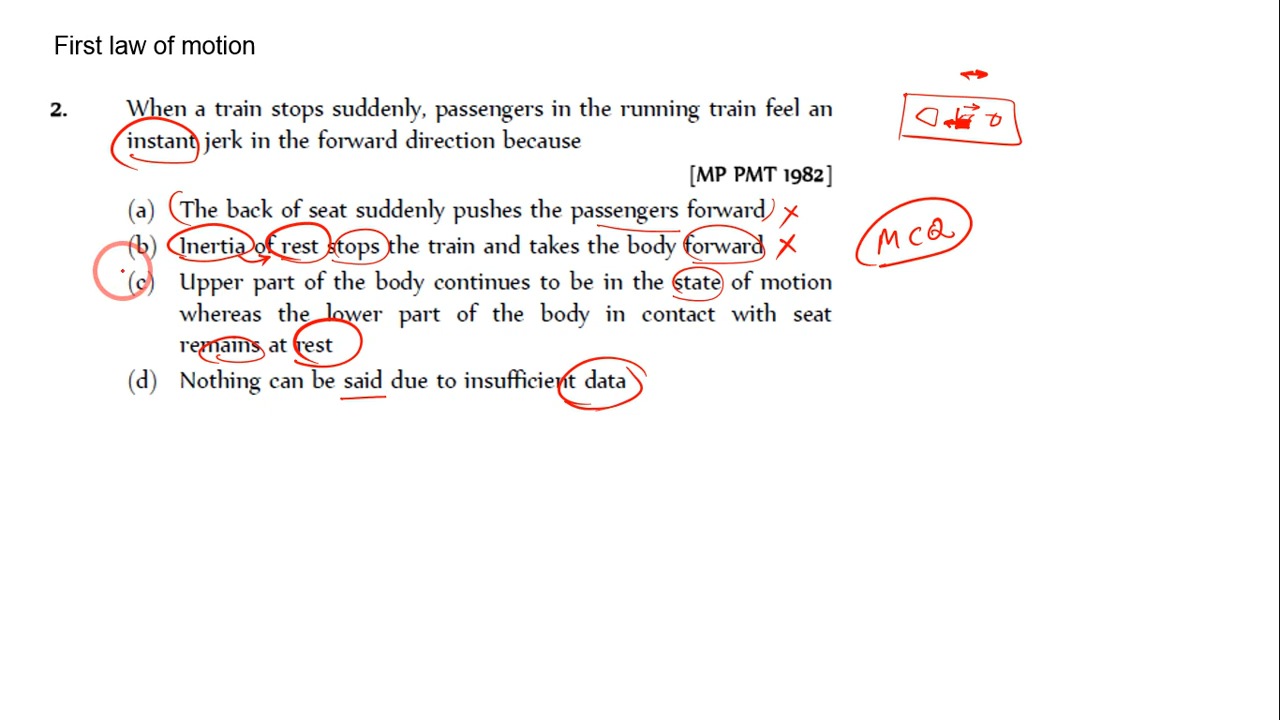 First law of motion
2. When a train stops suddenly, passengers in the running train feel an
instant jerk in the forward direction because
[MP PMT 1982]
(a) The back of seat suddenly pushes the passengers forward
(b) Inertia of rest stops the train and takes the body forward
MCQ
(c) Upper part of the body continues to be in the state of motion
whereas the lower part of the body in contact with seat
remains at rest
(d) Nothing can be said due to insufficient data